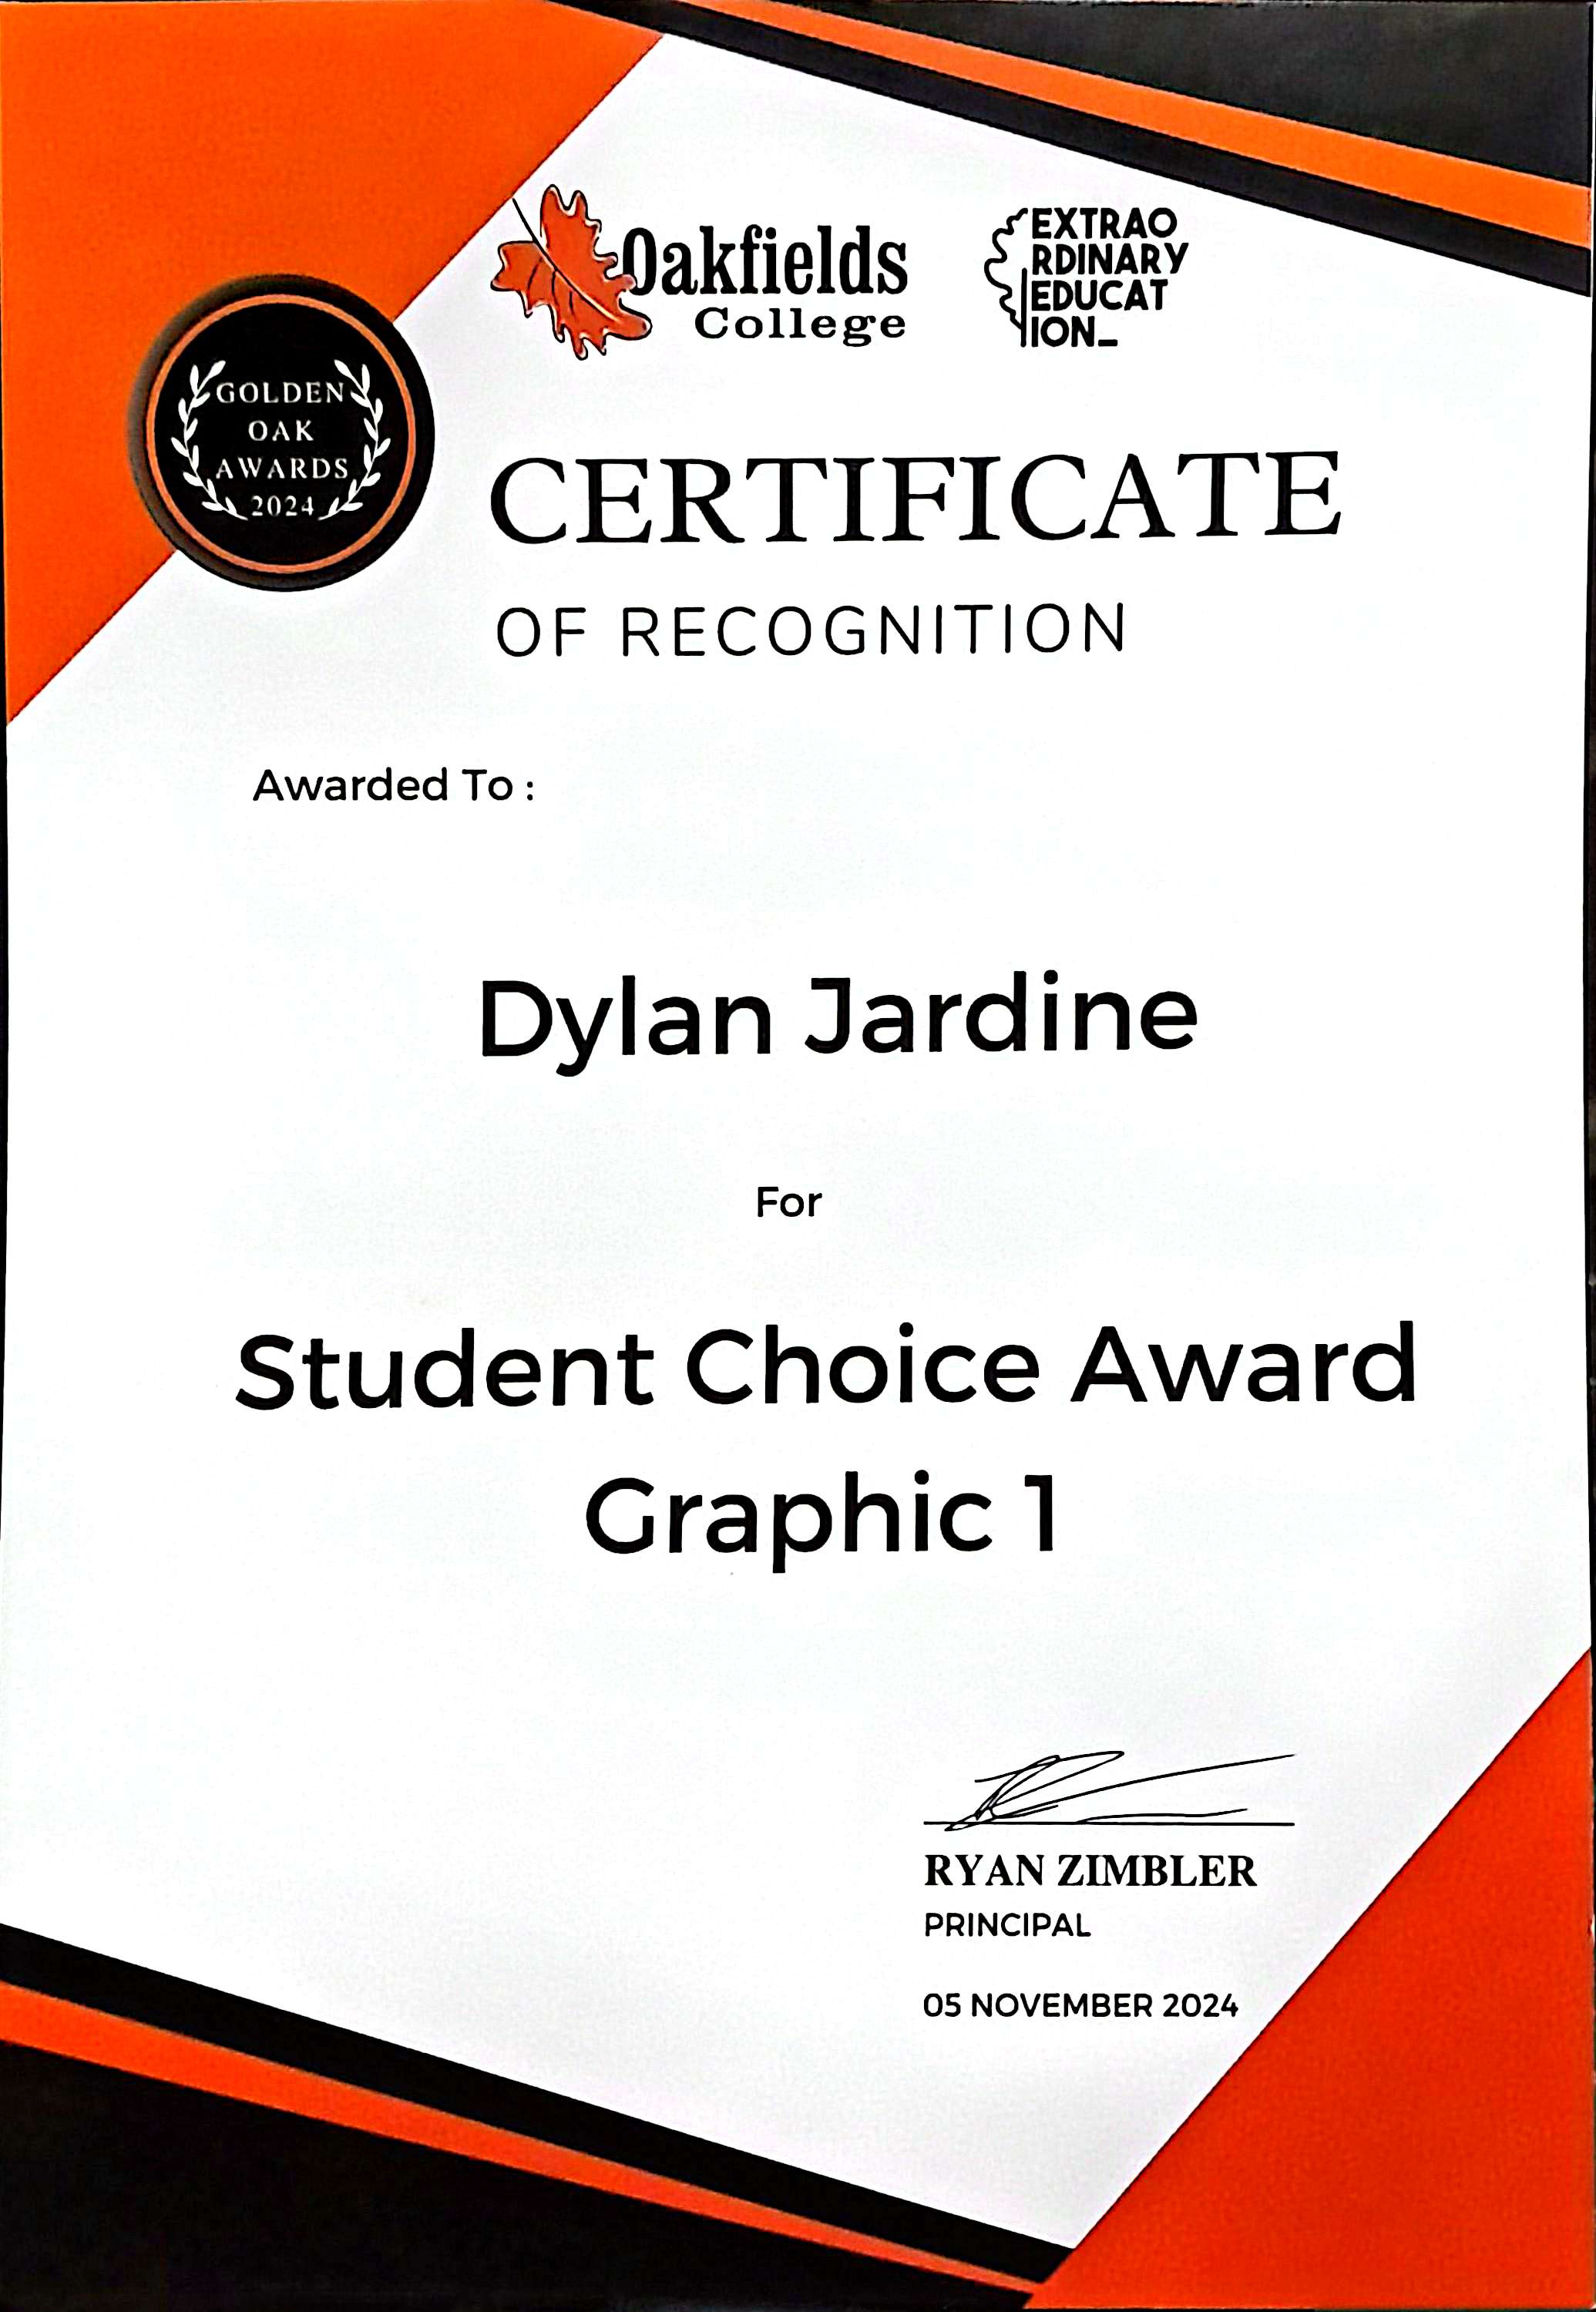 Oakfields
College
EXTRAO
RDINARY
EDUCAT
ION_
GOLDEN
OAK
AWARDS
2024
CERTIFICATE
OF RECOGNITION
Awarded To :
Dylan Jardine
For
Student Choice Award
Graphic 1
RYAN ZIMBLER
PRINCIPAL
05 NOVEMBER 2024